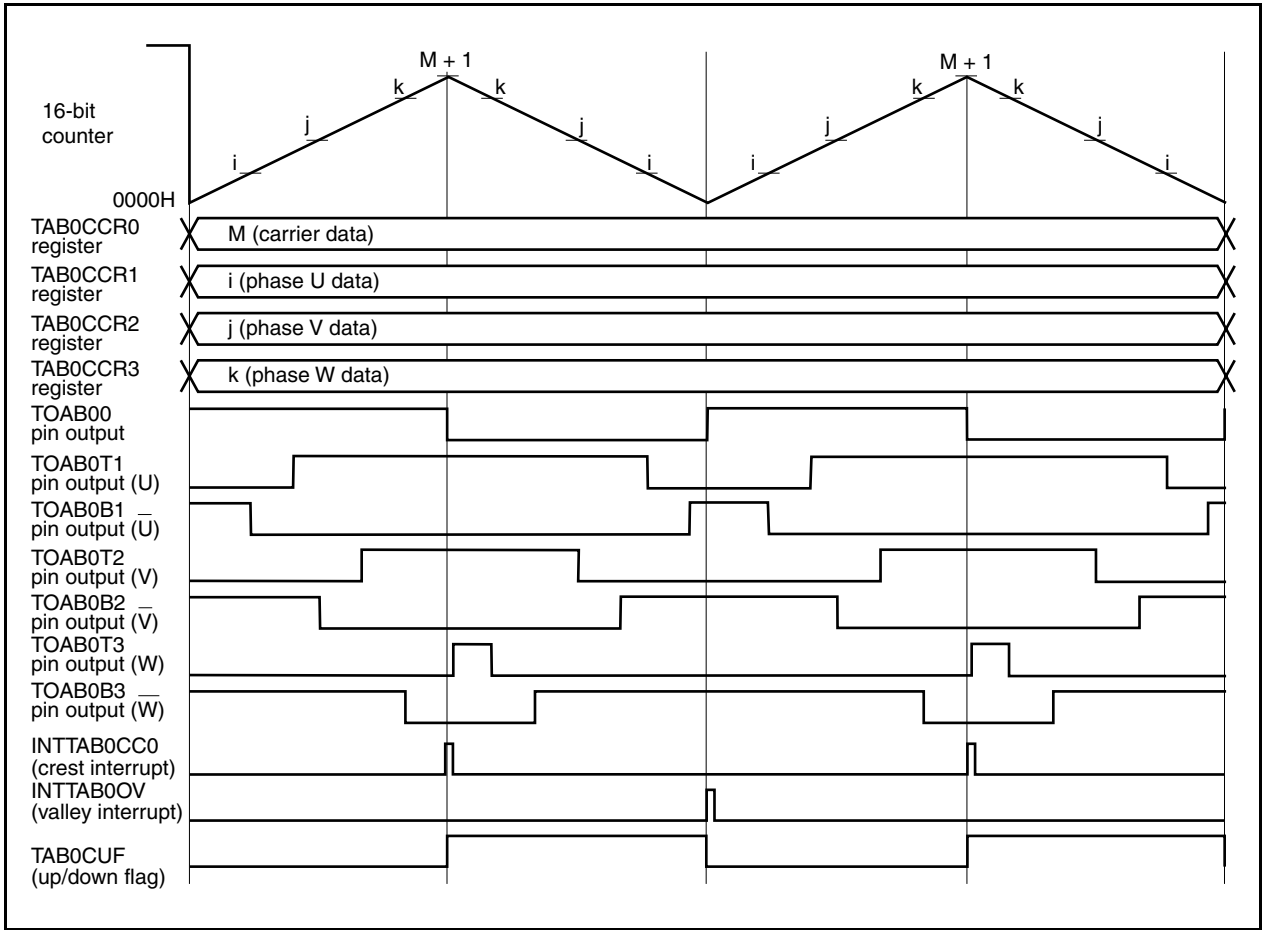 M + 1
M + 1
k
k
k
k
16-bit
counter
j
j
j
j
i
i
i
i
0000H
TAB0CCR0
register
M (carrier data)
TAB0CCR1
register
i (phase U data)
TAB0CCR2
register
j (phase V data)
TAB0CCR3
register
k (phase W data)
TOAB00
pin output
TOAB0T1
pin output (U)
TOAB0B1
pin output (U̅)
TOAB0T2
pin output (V)
TOAB0B2
pin output (V̅)
TOAB0T3
pin output (W)
TOAB0B3
pin output (W̅)
INTTAB0CC0
(crest interrupt)
INTTAB0OV
(valley interrupt)
TAB0CUF
(up/down flag)